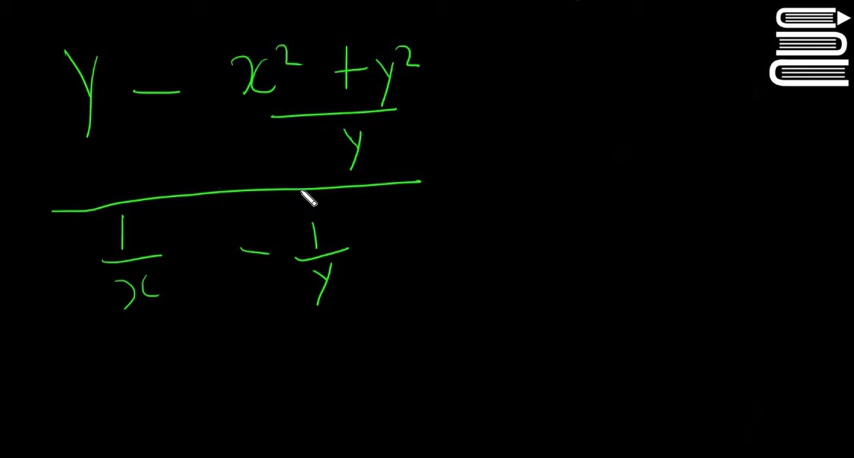 y - x² + y²
y
1 - 1
x y